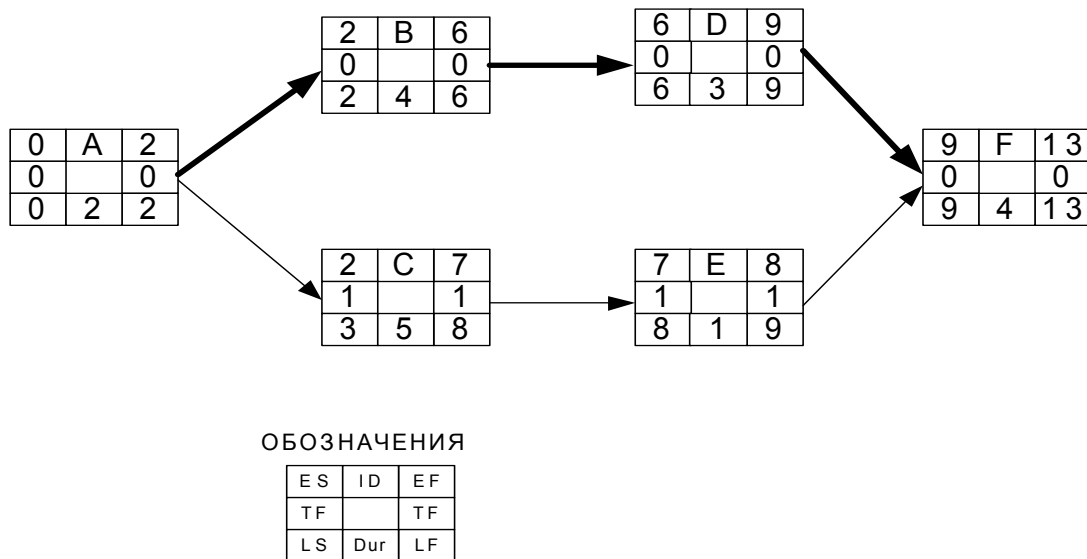 2 B 6
0 0
2 4 6
6 D 9
0 0
6 3 9
0 A 2
0 0
0 2 2
9 F 13
0 0
9 4 13
2 C 7
1 1
3 5 8
7 E 8
1 1
8 1 9
ОБОЗНАЧЕНИЯ
ES ID EF
TF TF
LS Dur LF